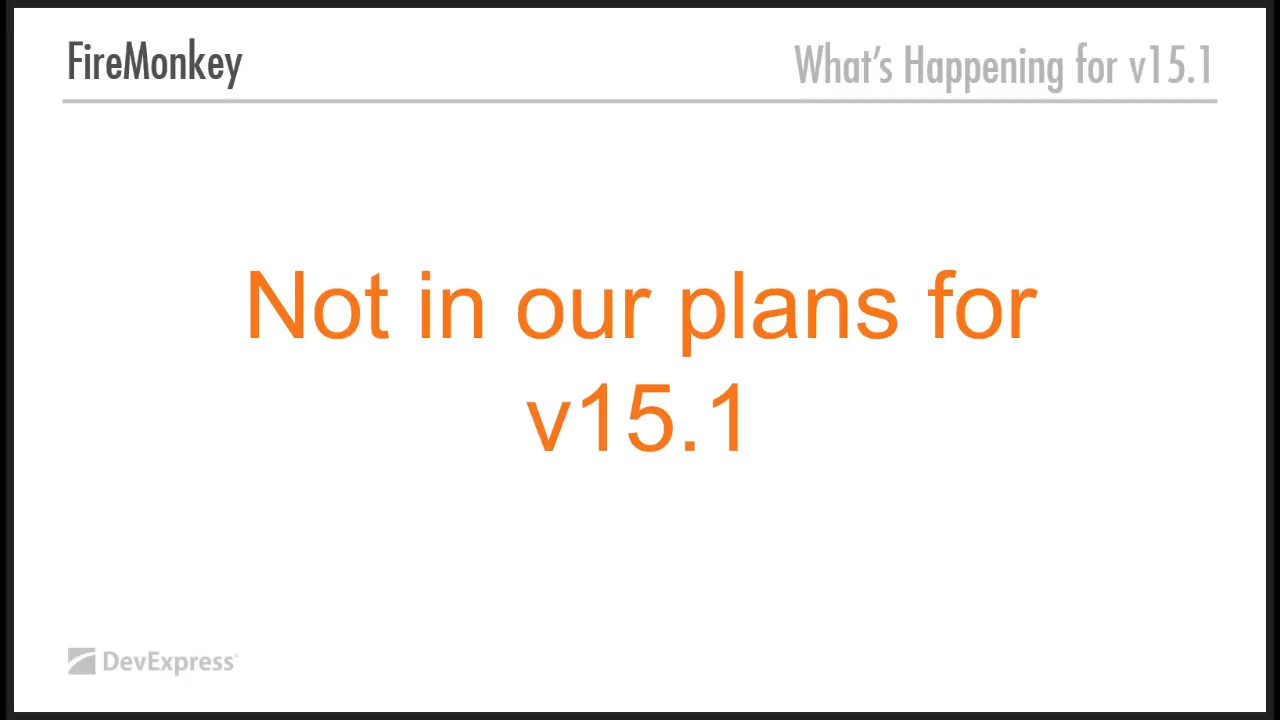 FireMonkey
What's Happening for v15.1
Not in our plans for
v15.1
DevExpress